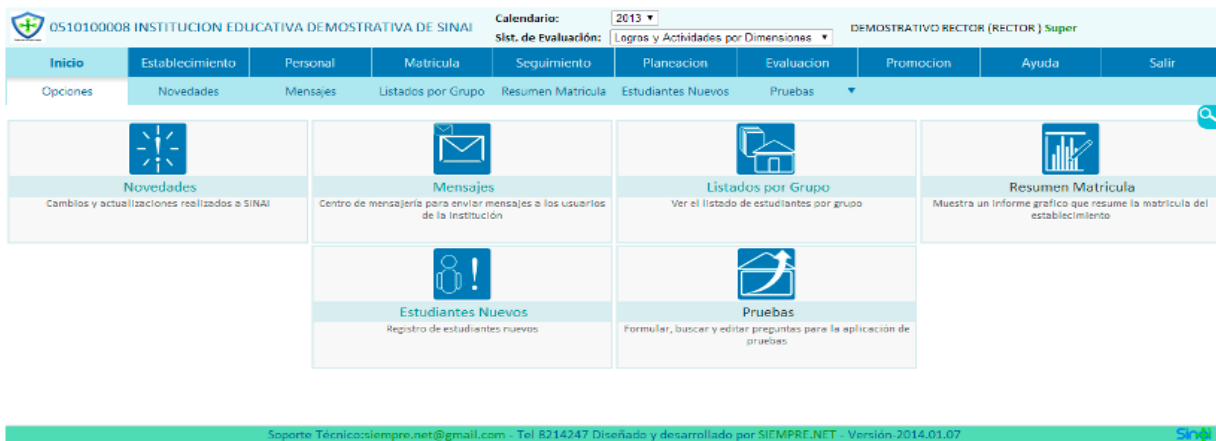 0510100008 INSTITUCION EDUCATIVA DEMOSTRATIVA DE SINAI
Calendario: 2013
Sist. de Evaluación: Logros y Actividades por Dimensiones
DEMOSTRATIVO RECTOR (RECTOR ) Super
Inicio Establecimiento Personal Matricula Seguimiento Planeacion Evaluacion Promocion Ayuda Salir
Opciones Novedades Mensajes Listados por Grupo Resumen Matricula Estudiantes Nuevos Pruebas
Novedades
Cambios y actualizaciones realizados a SINAI
Mensajes
Centro de mensajería para enviar mensajes a los usuarios
de la institución
Listados por Grupo
Ver el listado de estudiantes por grupo
Resumen Matricula
Muestra un informe grafico que resume la matricula del
establecimiento
Estudiantes Nuevos
Registro de estudiantes nuevos
Pruebas
Formular, buscar y editar preguntas para la aplicación de
pruebas
Soporte Técnico:siempre.net@gmail.com - Tel 8214247 Diseñado y desarrollado por SIEMPRE.NET - Versión-2014.01.07
Sinai